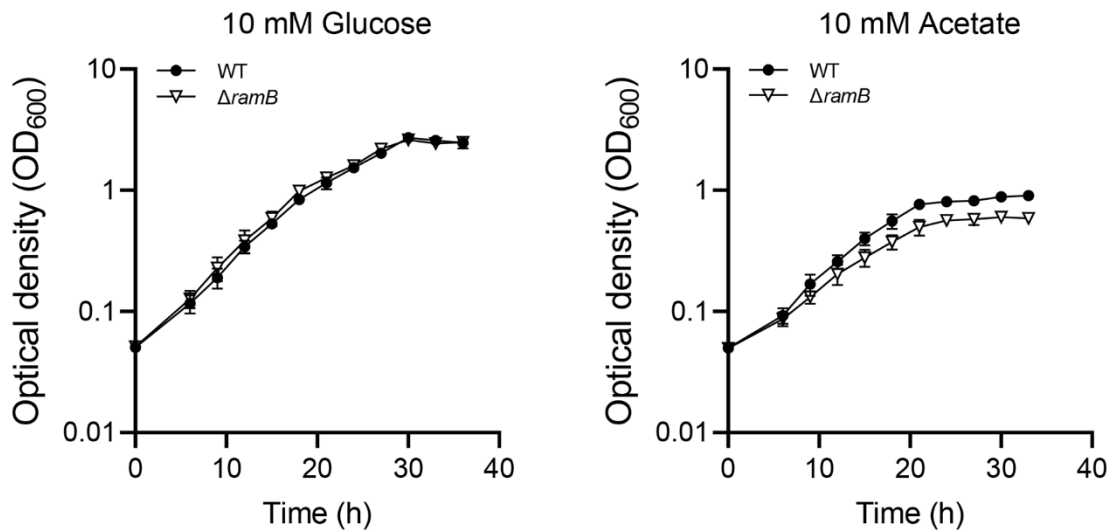 10 mM Glucose
WT
ΔramB
Optical density (OD600)
10
1
0.1
0.01
0
10
20
30
40
Time (h)
10 mM Acetate
WT
ΔramB
Optical density (OD600)
10
1
0.1
0.01
0
10
20
30
40
Time (h)